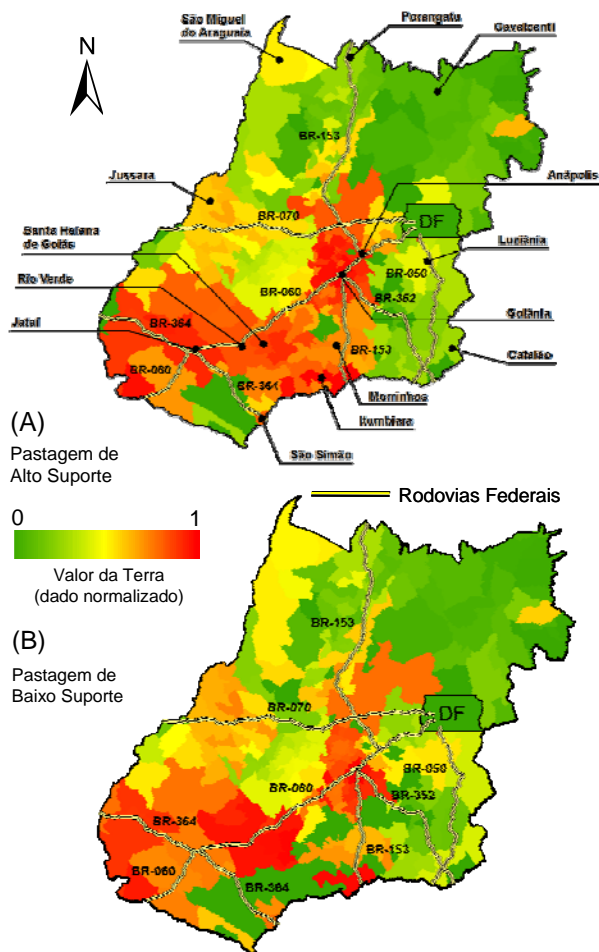 São Miguel
do Araguaia
Porangatu
Cavalcanti
N
BR-153
Jussara
Anápolis
BR-070
DF
Santa Helena
de Goiás
Luziânia
BR-050
Rio Verde
BR-060
BR-352
Goiânia
Jataí
BR-364
BR-153
Catalão
BR-060
BR-364
Morrinhos
(A)
Itumbiara
Pastagem de
Alto Suporte
São Simão
Rodovias Federais
0 1
Valor da Terra
(dado normalizado)
(B)
BR-153
Pastagem de
Baixo Suporte
BR-070
DF
BR-050
BR-060
BR-352
BR-364
BR-153
BR-060
BR-364